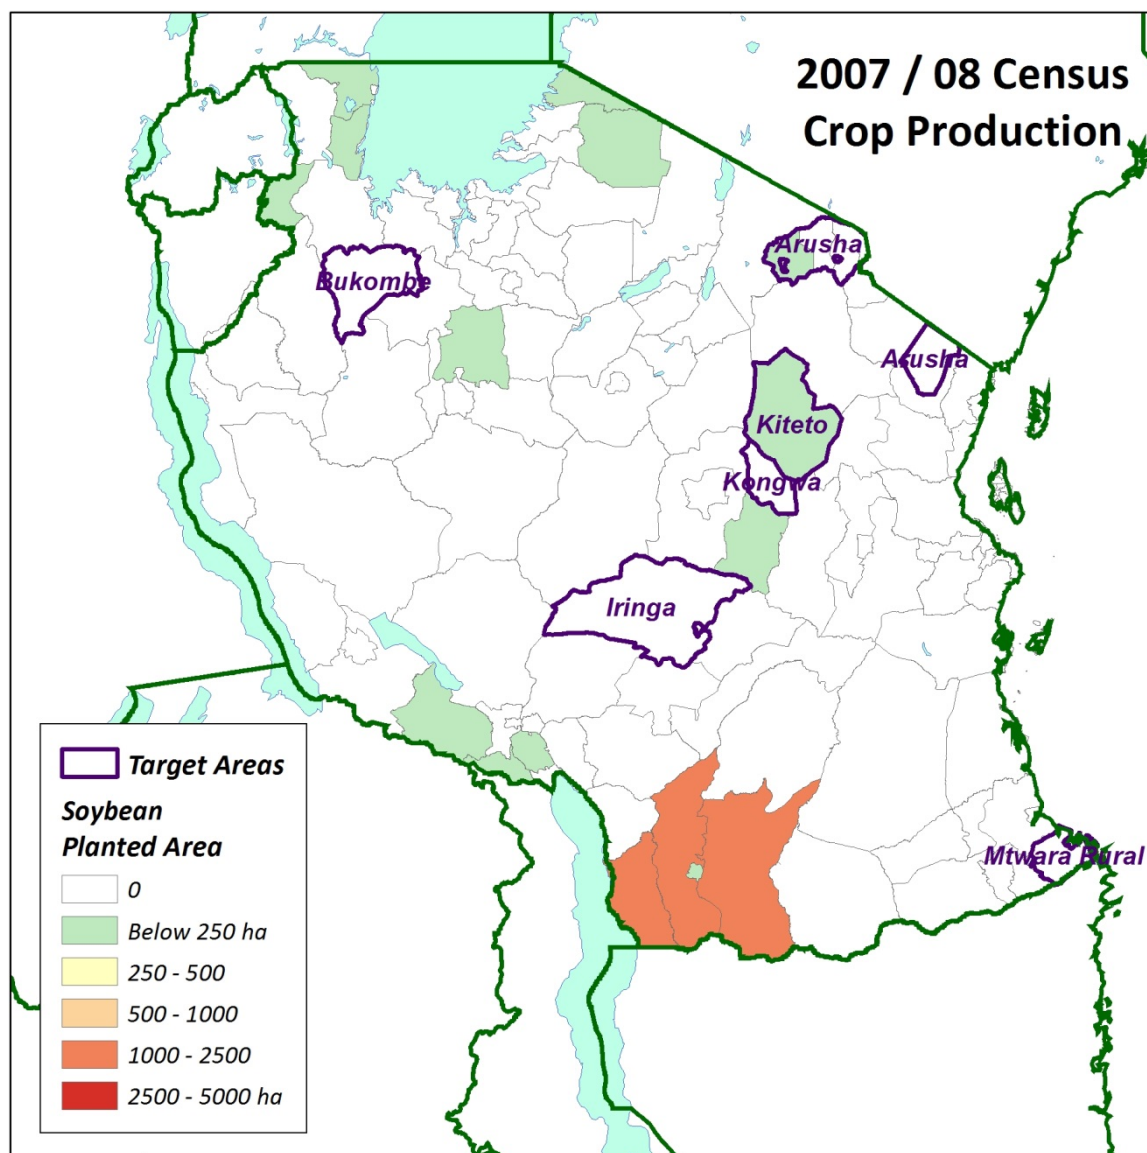 2007 / 08 Census
Crop Production
Arusha
Bukombe
Arusha
Kiteto
Kongwa
Iringa
Mtwara Rural
Target Areas
Soybean
Planted Area
0
Below 250 ha
250 - 500
500 - 1000
1000 - 2500
2500 - 5000 ha